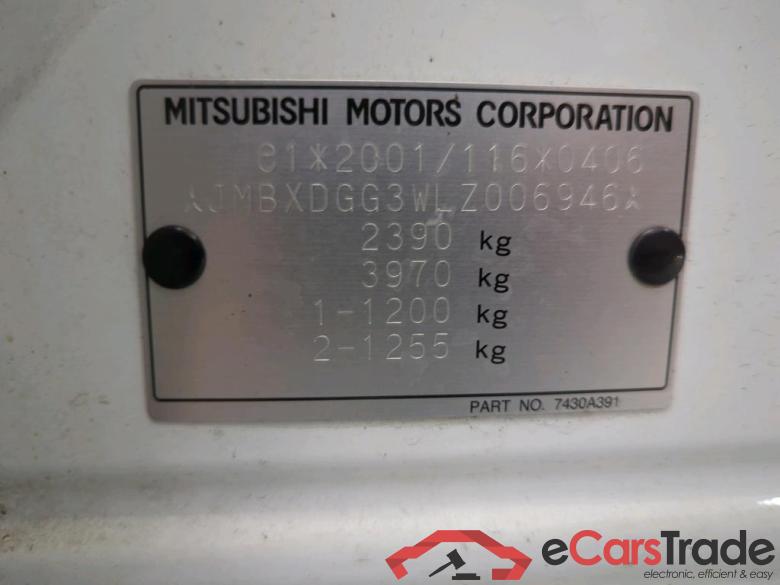 MITSUBISHI MOTORS CORPORATION
e1*2001/116*0406
*JMBXDGG3WLZ006946*
2390 kg
3970 kg
1-1200 kg
2-1255 kg
PART NO. 7430A391
eCarsTrade
electronic, efficient & easy